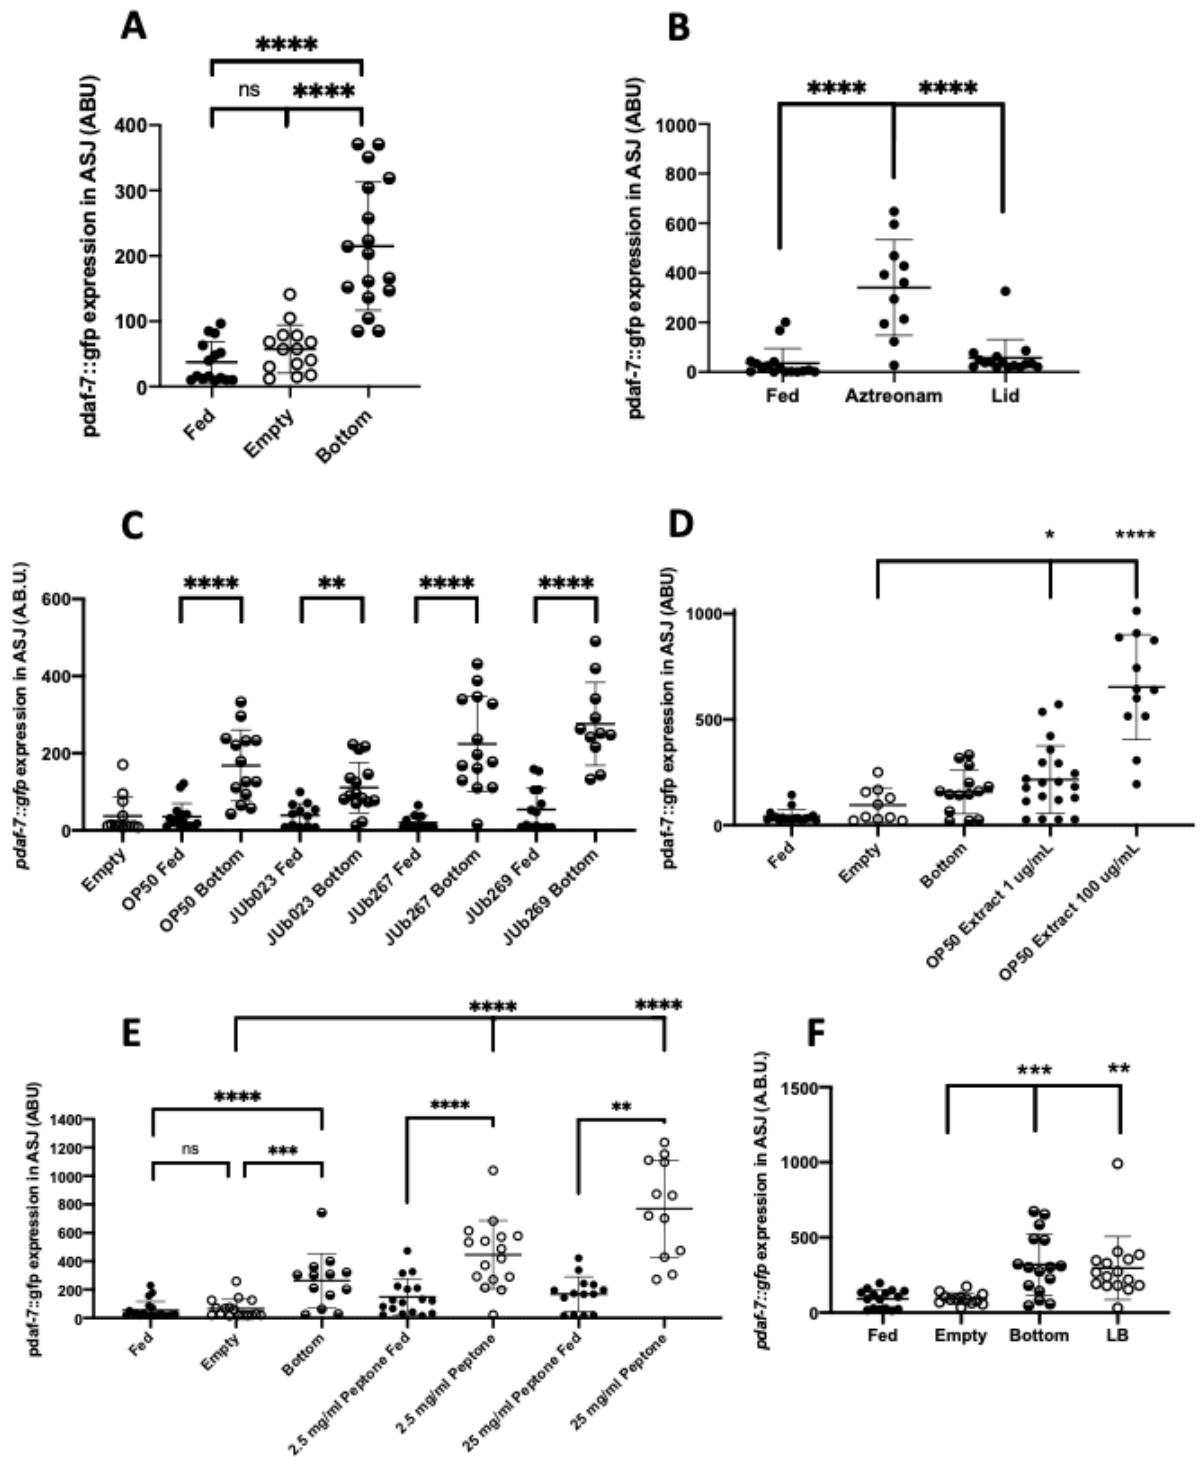 A
****
ns
****
pdaf-7::gfp expression in ASJ (ABU)
400
300
200
100
0
Fed
Empty
Bottom
B
****
****
pdaf-7::gfp expression in ASJ (ABU)
1000
800
600
400
200
0
Fed
Aztreonam
Lid
C
****
**
****
****
pdaf-7::gfp expression in ASJ (A.B.U.)
600
400
200
0
Empty
OP50 Fed
OP50 Bottom
JUb023 Fed
JUb023 Bottom
JUb267 Fed
JUb267 Bottom
JUb269 Fed
JUb269 Bottom
D
*
****
pdaf-7::gfp expression in ASJ (ABU)
1000
500
0
Fed
Empty
Bottom
OP50 Extract 1 ug/mL
OP50 Extract 100 ug/mL
E
****
****
****
ns
***
****
**
pdaf-7::gfp expression in ASJ (ABU)
1400
1200
1000
800
600
400
200
0
Fed
Empty
Bottom
2.5 mg/ml Peptone Fed
2.5 mg/ml Peptone
25 mg/ml Peptone Fed
25 mg/ml Peptone
F
***
**
pdaf-7::gfp expression in ASJ (A.B.U.)
1500
1000
500
0
Fed
Empty
Bottom
LB